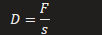 D = F/s